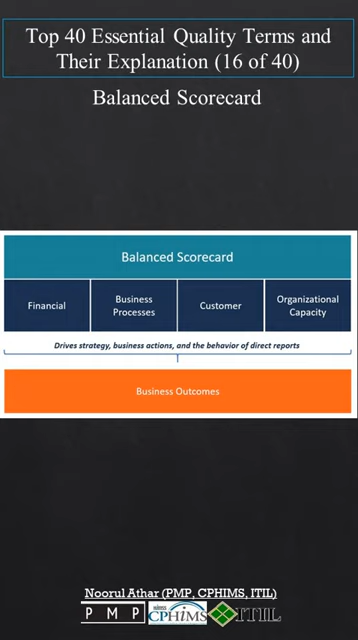 Top 40 Essential Quality Terms and
Their Explanation (16 of 40)
Balanced Scorecard
Balanced Scorecard
Financial
Business
Processes
Customer
Organizational
Capacity
Drives strategy, business actions, and the behavior of direct reports
Business Outcomes
Noorul Athar (PMP, CPHIMS, ITIL)
P M P
himss
CPHIMS
ITIL